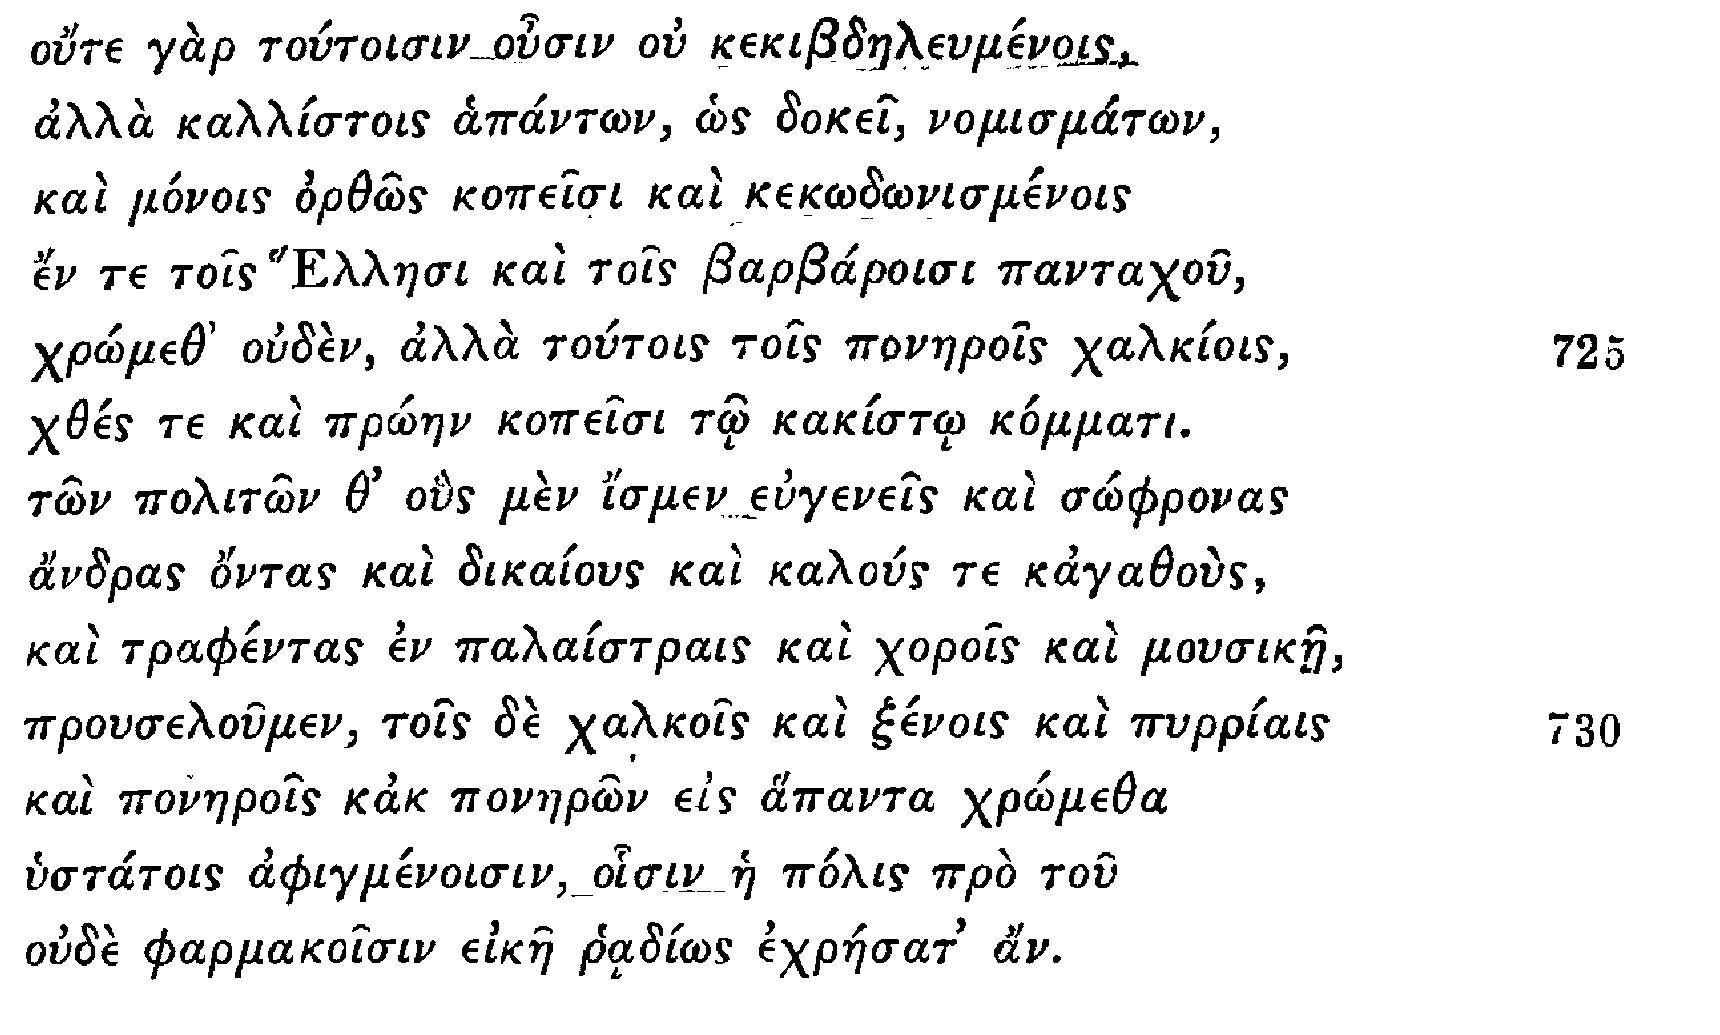 οὔτε γὰρ τούτοισιν οὖσιν οὐ κεκιβδηλευμένοις,
ἀλλὰ καλλίστοις ἁπάντων, ὡς δοκεῖ, νομισμάτων,
καὶ μόνοις ὀρθῶς κοπεῖσι καὶ κεκωδωνισμένοις
ἔν τε τοῖς Ἕλλησι καὶ τοῖς βαρβάροισι πανταχοῦ,
χρώμεθ᾽ οὐδὲν, ἀλλὰ τούτοις τοῖς πονηροῖς χαλκίοις, 725
χθές τε καὶ πρώην κοπεῖσι τῷ κακίστῳ κόμματι.
τῶν πολιτῶν θ᾽ οὓς μὲν ἴσμεν εὐγενεῖς καὶ σώφρονας
ἄνδρας ὄντας καὶ δικαίους καὶ καλούς τε κἀγαθοὺς,
καὶ τραφέντας ἐν παλαίστραις καὶ χοροῖς καὶ μουσικῇ,
προυσελοῦμεν, τοῖς δὲ χαλκοῖς καὶ ξένοις καὶ πυρρίαις 730
καὶ πονηροῖς κἀκ πονηρῶν εἰς ἅπαντα χρώμεθα
ὑστάτοις ἀφιγμένοισιν, οἷσιν ἡ πόλις πρὸ τοῦ
οὐδὲ φαρμακοῖσιν εἰκῆ ῥᾳδίως ἐχρήσατ᾽ ἄν.